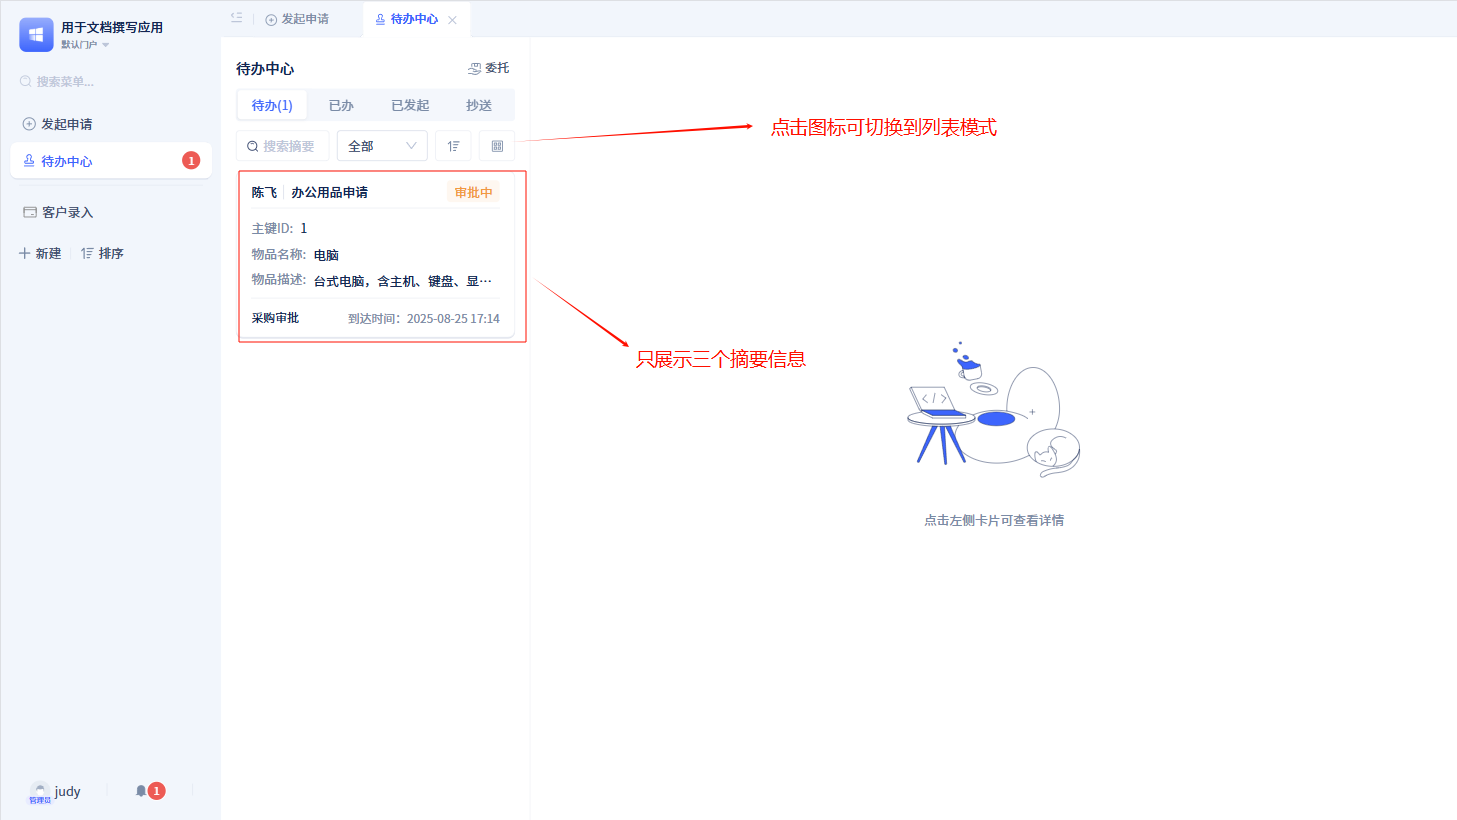 用于文档撰写应用
默认门户
搜索菜单...
发起申请
待办中心
1
客户录入
新建 排序
judy
管理员
1
发起申请 待办中心
待办中心 委托
待办(1) 已办 已发起 抄送
搜索摘要 全部
陈飞 办公用品申请 审批中
主键ID: 1
物品名称: 电脑
物品描述: 台式电脑，含主机、键盘、显…
采购审批 到达时间：2025-08-25 17:14
点击图标可切换到列表模式
只展示三个摘要信息
</>
点击左侧卡片可查看详情